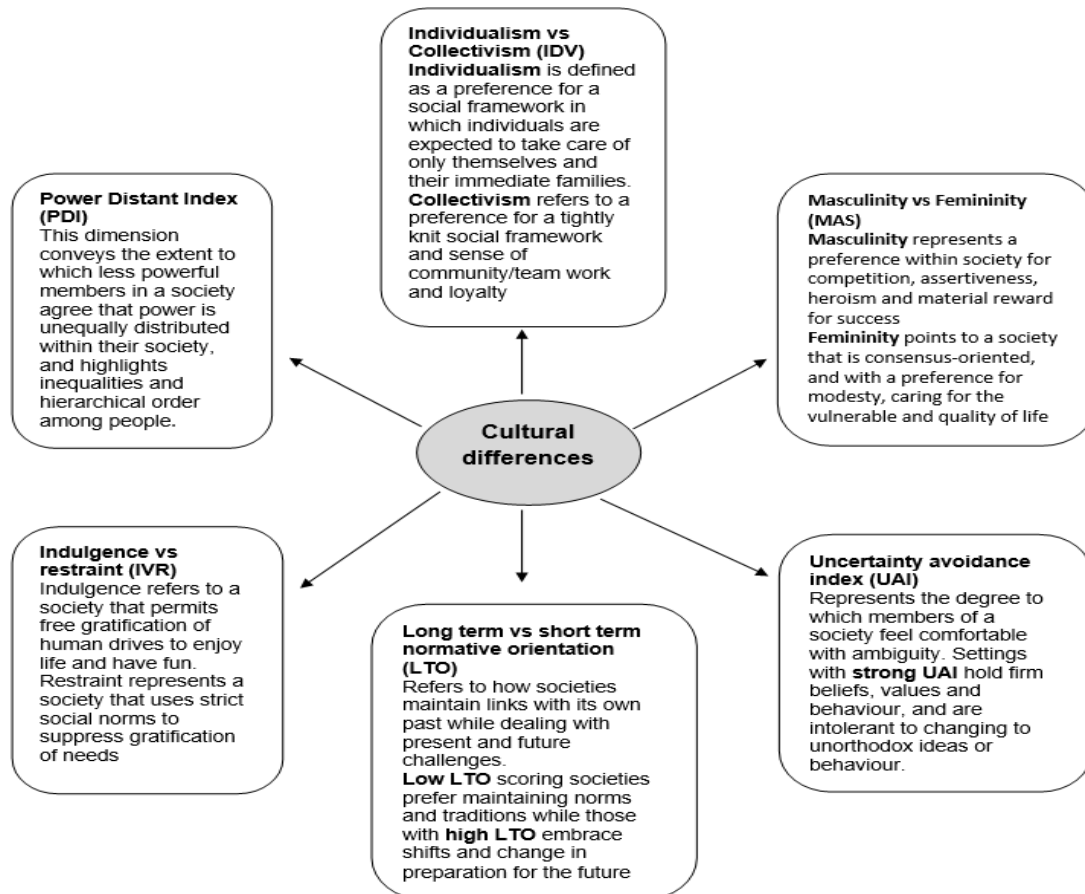 Individualism vs
Collectivism (IDV)
Individualism is defined
as a preference for a
social framework in
which individuals are
expected to take care of
only themselves and
their immediate families.
Collectivism refers to a
preference for a tightly
knit social framework
and sense of
community/team work
and loyalty
Power Distant Index
(PDI)
This dimension
conveys the extent to
which less powerful
members in a society
agree that power is
unequally distributed
within their society,
and highlights
inequalities and
hierarchical order
among people.
Masculinity vs Femininity
(MAS)
Masculinity represents a
preference within society for
competition, assertiveness,
heroism and material reward
for success
Femininity points to a society
that is consensus-oriented,
and with a preference for
modesty, caring for the
vulnerable and quality of life
Cultural
differences
Indulgence vs
restraint (IVR)
Indulgence refers to a
society that permits
free gratification of
human drives to enjoy
life and have fun.
Restraint represents a
society that uses strict
social norms to
suppress gratification
of needs
Long term vs short term
normative orientation
(LTO)
Refers to how societies
maintain links with its own
past while dealing with
present and future
challenges.
Low LTO scoring societies
prefer maintaining norms
and traditions while those
with high LTO embrace
shifts and change in
preparation for the future
Uncertainty avoidance
index (UAI)
Represents the degree to
which members of a
society feel comfortable
with ambiguity. Settings
with strong UAI hold firm
beliefs, values and
behaviour, and are
intolerant to changing to
unorthodox ideas or
behaviour.